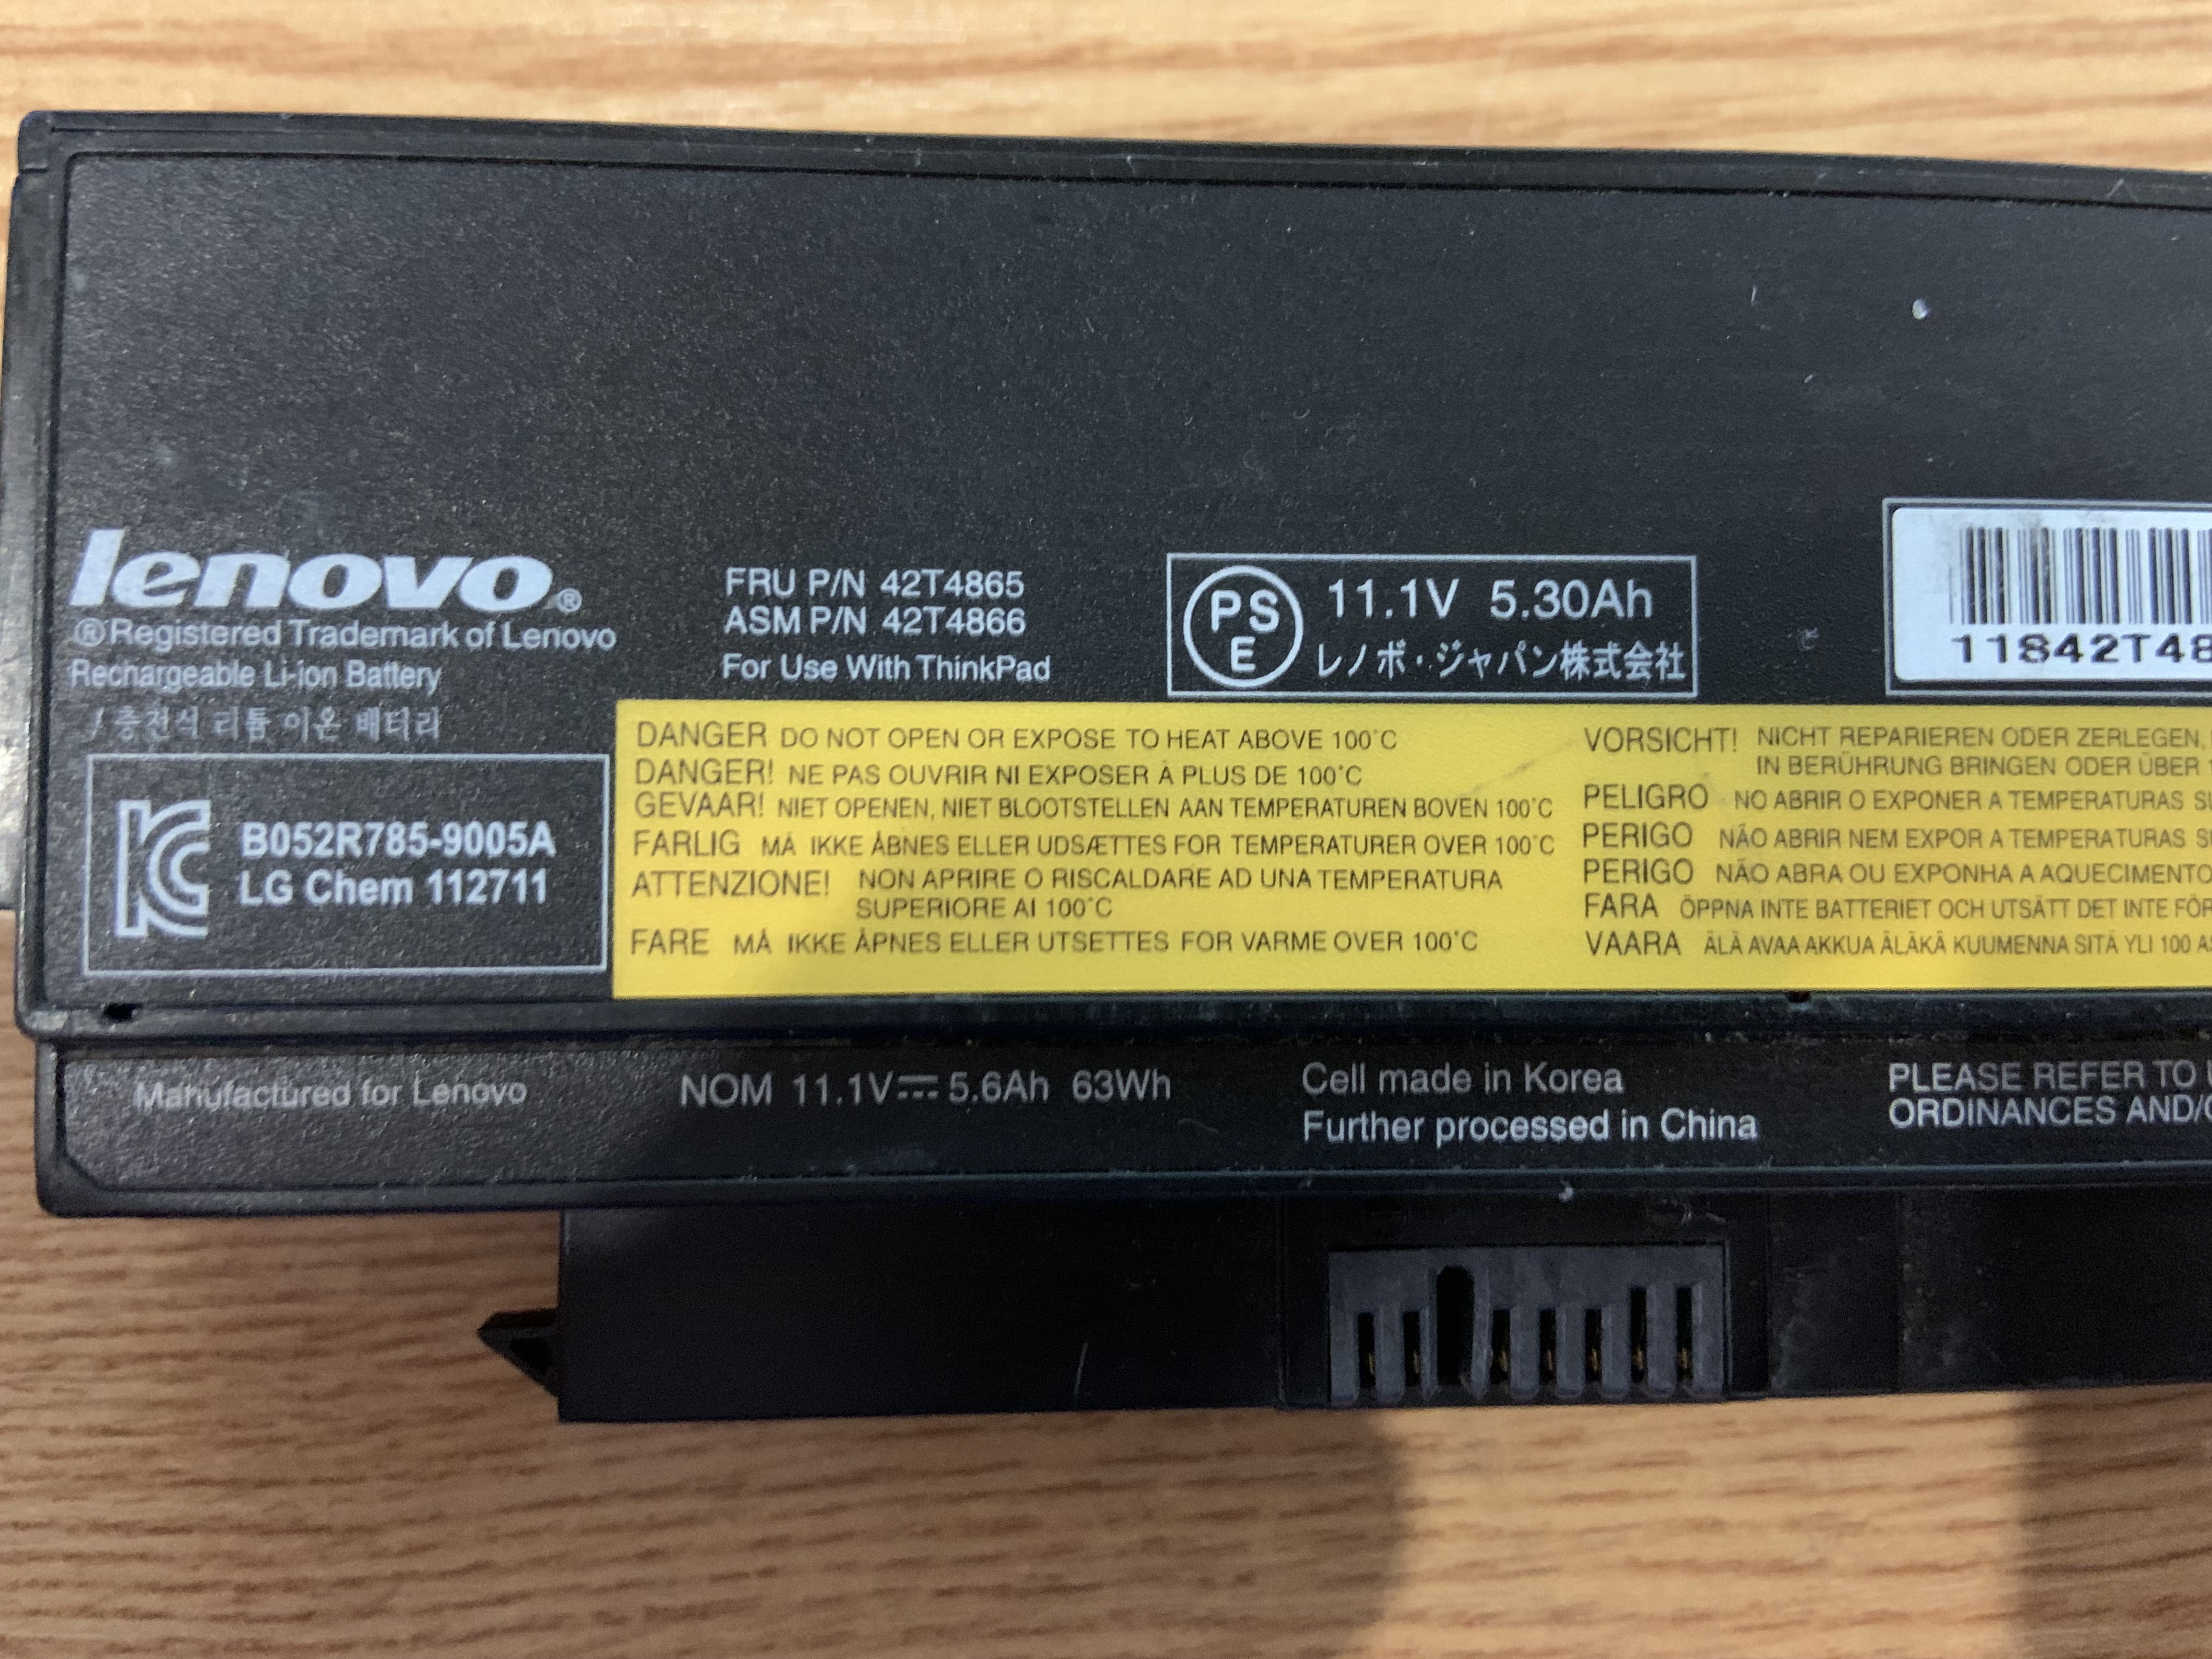 lenovo®
®Registered Trademark of Lenovo
Rechargeable Li-ion Battery
/ 충전식 리튬 이온 배터리
B052R785-9005A
LG Chem 112711
FRU P/N 42T4865
ASM P/N 42T4866
For Use With ThinkPad
PS
E
11.1V 5.30Ah
レノボ・ジャパン株式会社
11S42T48
DANGER DO NOT OPEN OR EXPOSE TO HEAT ABOVE 100°C
DANGER! NE PAS OUVRIR NI EXPOSER À PLUS DE 100°C
GEVAAR! NIET OPENEN, NIET BLOOTSTELLEN AAN TEMPERATUREN BOVEN 100°C
FARLIG MÅ IKKE ÅBNES ELLER UDSÆTTES FOR TEMPERATURER OVER 100°C
ATTENZIONE! NON APRIRE O RISCALDARE AD UNA TEMPERATURA
SUPERIORE AI 100°C
FARE MÅ IKKE ÅPNES ELLER UTSETTES FOR VARME OVER 100°C
VORSICHT! NICHT REPARIEREN ODER ZERLEGEN,
IN BERÜHRUNG BRINGEN ODER ÜBER 1
PELIGRO NO ABRIR O EXPONER A TEMPERATURAS SU
PERIGO NÃO ABRIR NEM EXPOR A TEMPERATURAS SU
PERIGO NÃO ABRA OU EXPONHA A AQUECIMENTO
FARA ÖPPNA INTE BATTERIET OCH UTSÄTT DET INTE FÖR
VAARA ÄLÄ AVAA AKKUA ÄLÄKÄ KUUMENNA SITÄ YLI 100 AS
Manufactured for Lenovo
NOM 11.1V⎓5.6Ah 63Wh
Cell made in Korea
Further processed in China
PLEASE REFER TO U
ORDINANCES AND/O